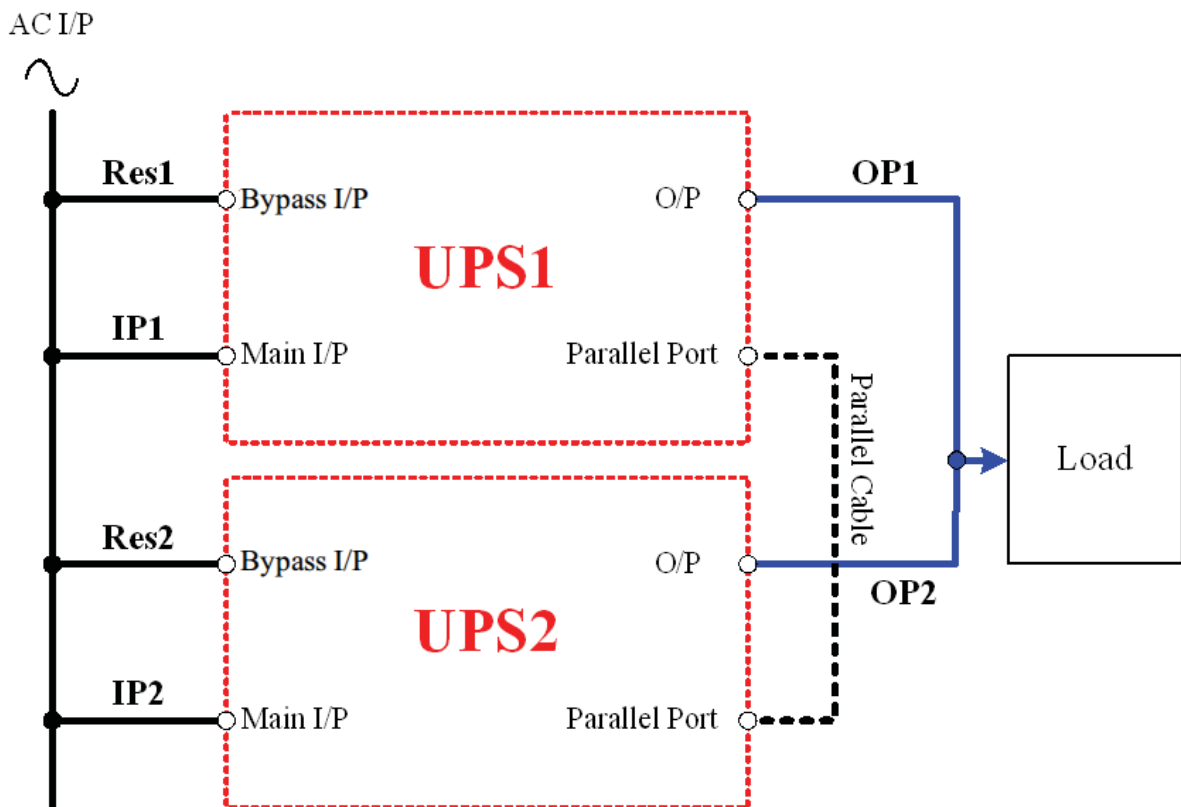 AC I/P
Res1
Bypass I/P
O/P
OP1
UPS1
IP1
Main I/P
Parallel Port
Parallel Cable
Load
Res2
Bypass I/P
O/P
OP2
UPS2
IP2
Main I/P
Parallel Port